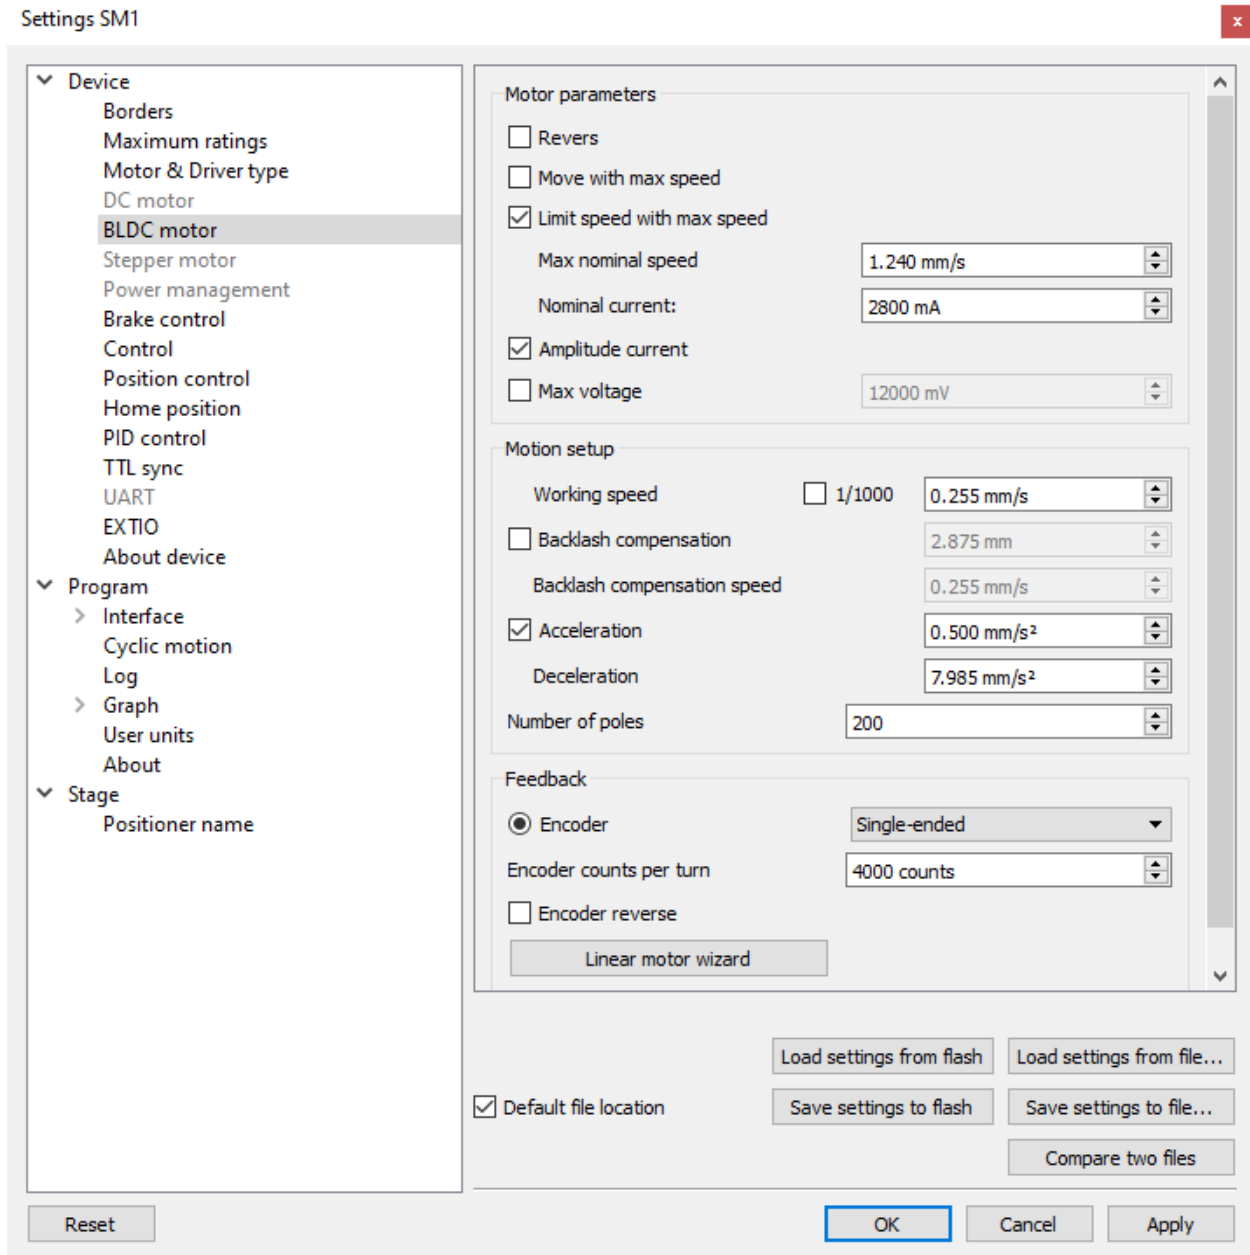 Settings SM1
x
Device
Borders
Maximum ratings
Motor & Driver type
DC motor
BLDC motor
Stepper motor
Power management
Brake control
Control
Position control
Home position
PID control
TTL sync
UART
EXTIO
About device
Program
Interface
Cyclic motion
Log
Graph
User units
About
Stage
Positioner name
Motor parameters
Revers
Move with max speed
Limit speed with max speed
Max nominal speed 1.240 mm/s
Nominal current: 2800 mA
Amplitude current
Max voltage 12000 mV
Motion setup
Working speed 1/1000 0.255 mm/s
Backlash compensation 2.875 mm
Backlash compensation speed 0.255 mm/s
Acceleration 0.500 mm/s²
Deceleration 7.985 mm/s²
Number of poles 200
Feedback
Encoder Single-ended
Encoder counts per turn 4000 counts
Encoder reverse
Linear motor wizard
Load settings from flash Load settings from file...
Default file location Save settings to flash Save settings to file...
Compare two files
Reset OK Cancel Apply